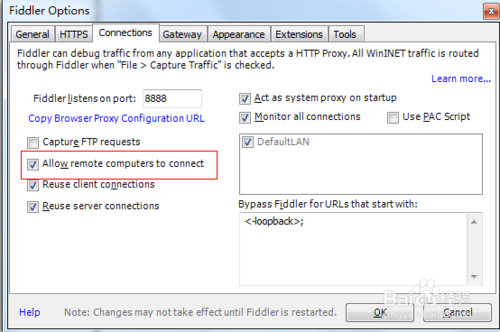 Fiddler Options
General HTTPS Connections Gateway Appearance Extensions Tools
Fiddler can debug traffic from any application that accepts a HTTP Proxy. All WinINET traffic is routed
through Fiddler when "File > Capture Traffic" is checked.
Learn more...
Fiddler listens on port: 8888
Copy Browser Proxy Configuration URL
Capture FTP requests
Allow remote computers to connect
Reuse client connections
Reuse server connections
Act as system proxy on startup
Monitor all connections Use PAC Script
DefaultLAN
Bypass Fiddler for URLs that start with:
<-loopback>;
Help Note: Changes may not take effect until Fiddler is restarted. OK Cancel